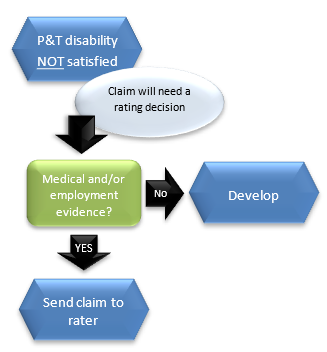 P&T disability
NOT satisfied
Claim will need a
rating decision
Medical and/or
employment
evidence?
No
Develop
YES
Send claim to
rater